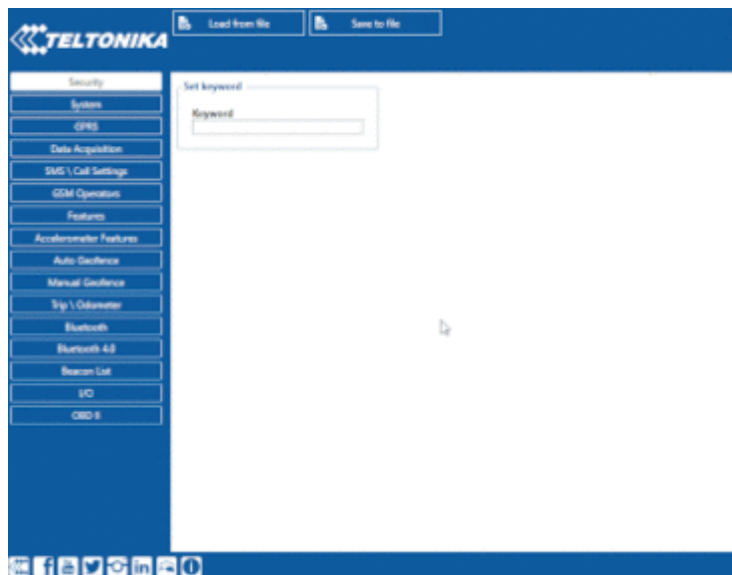 TELTONIKA
Load from file
Save to file
Security
System
GPRS
Data Acquisition
SMS \ Call Settings
GSM Operators
Features
Accelerometer Features
Auto Geofence
Manual Geofence
Trip \ Odometer
Bluetooth
Bluetooth 4.0
Beacon List
I/O
OBD II
Set keyword
Keyword